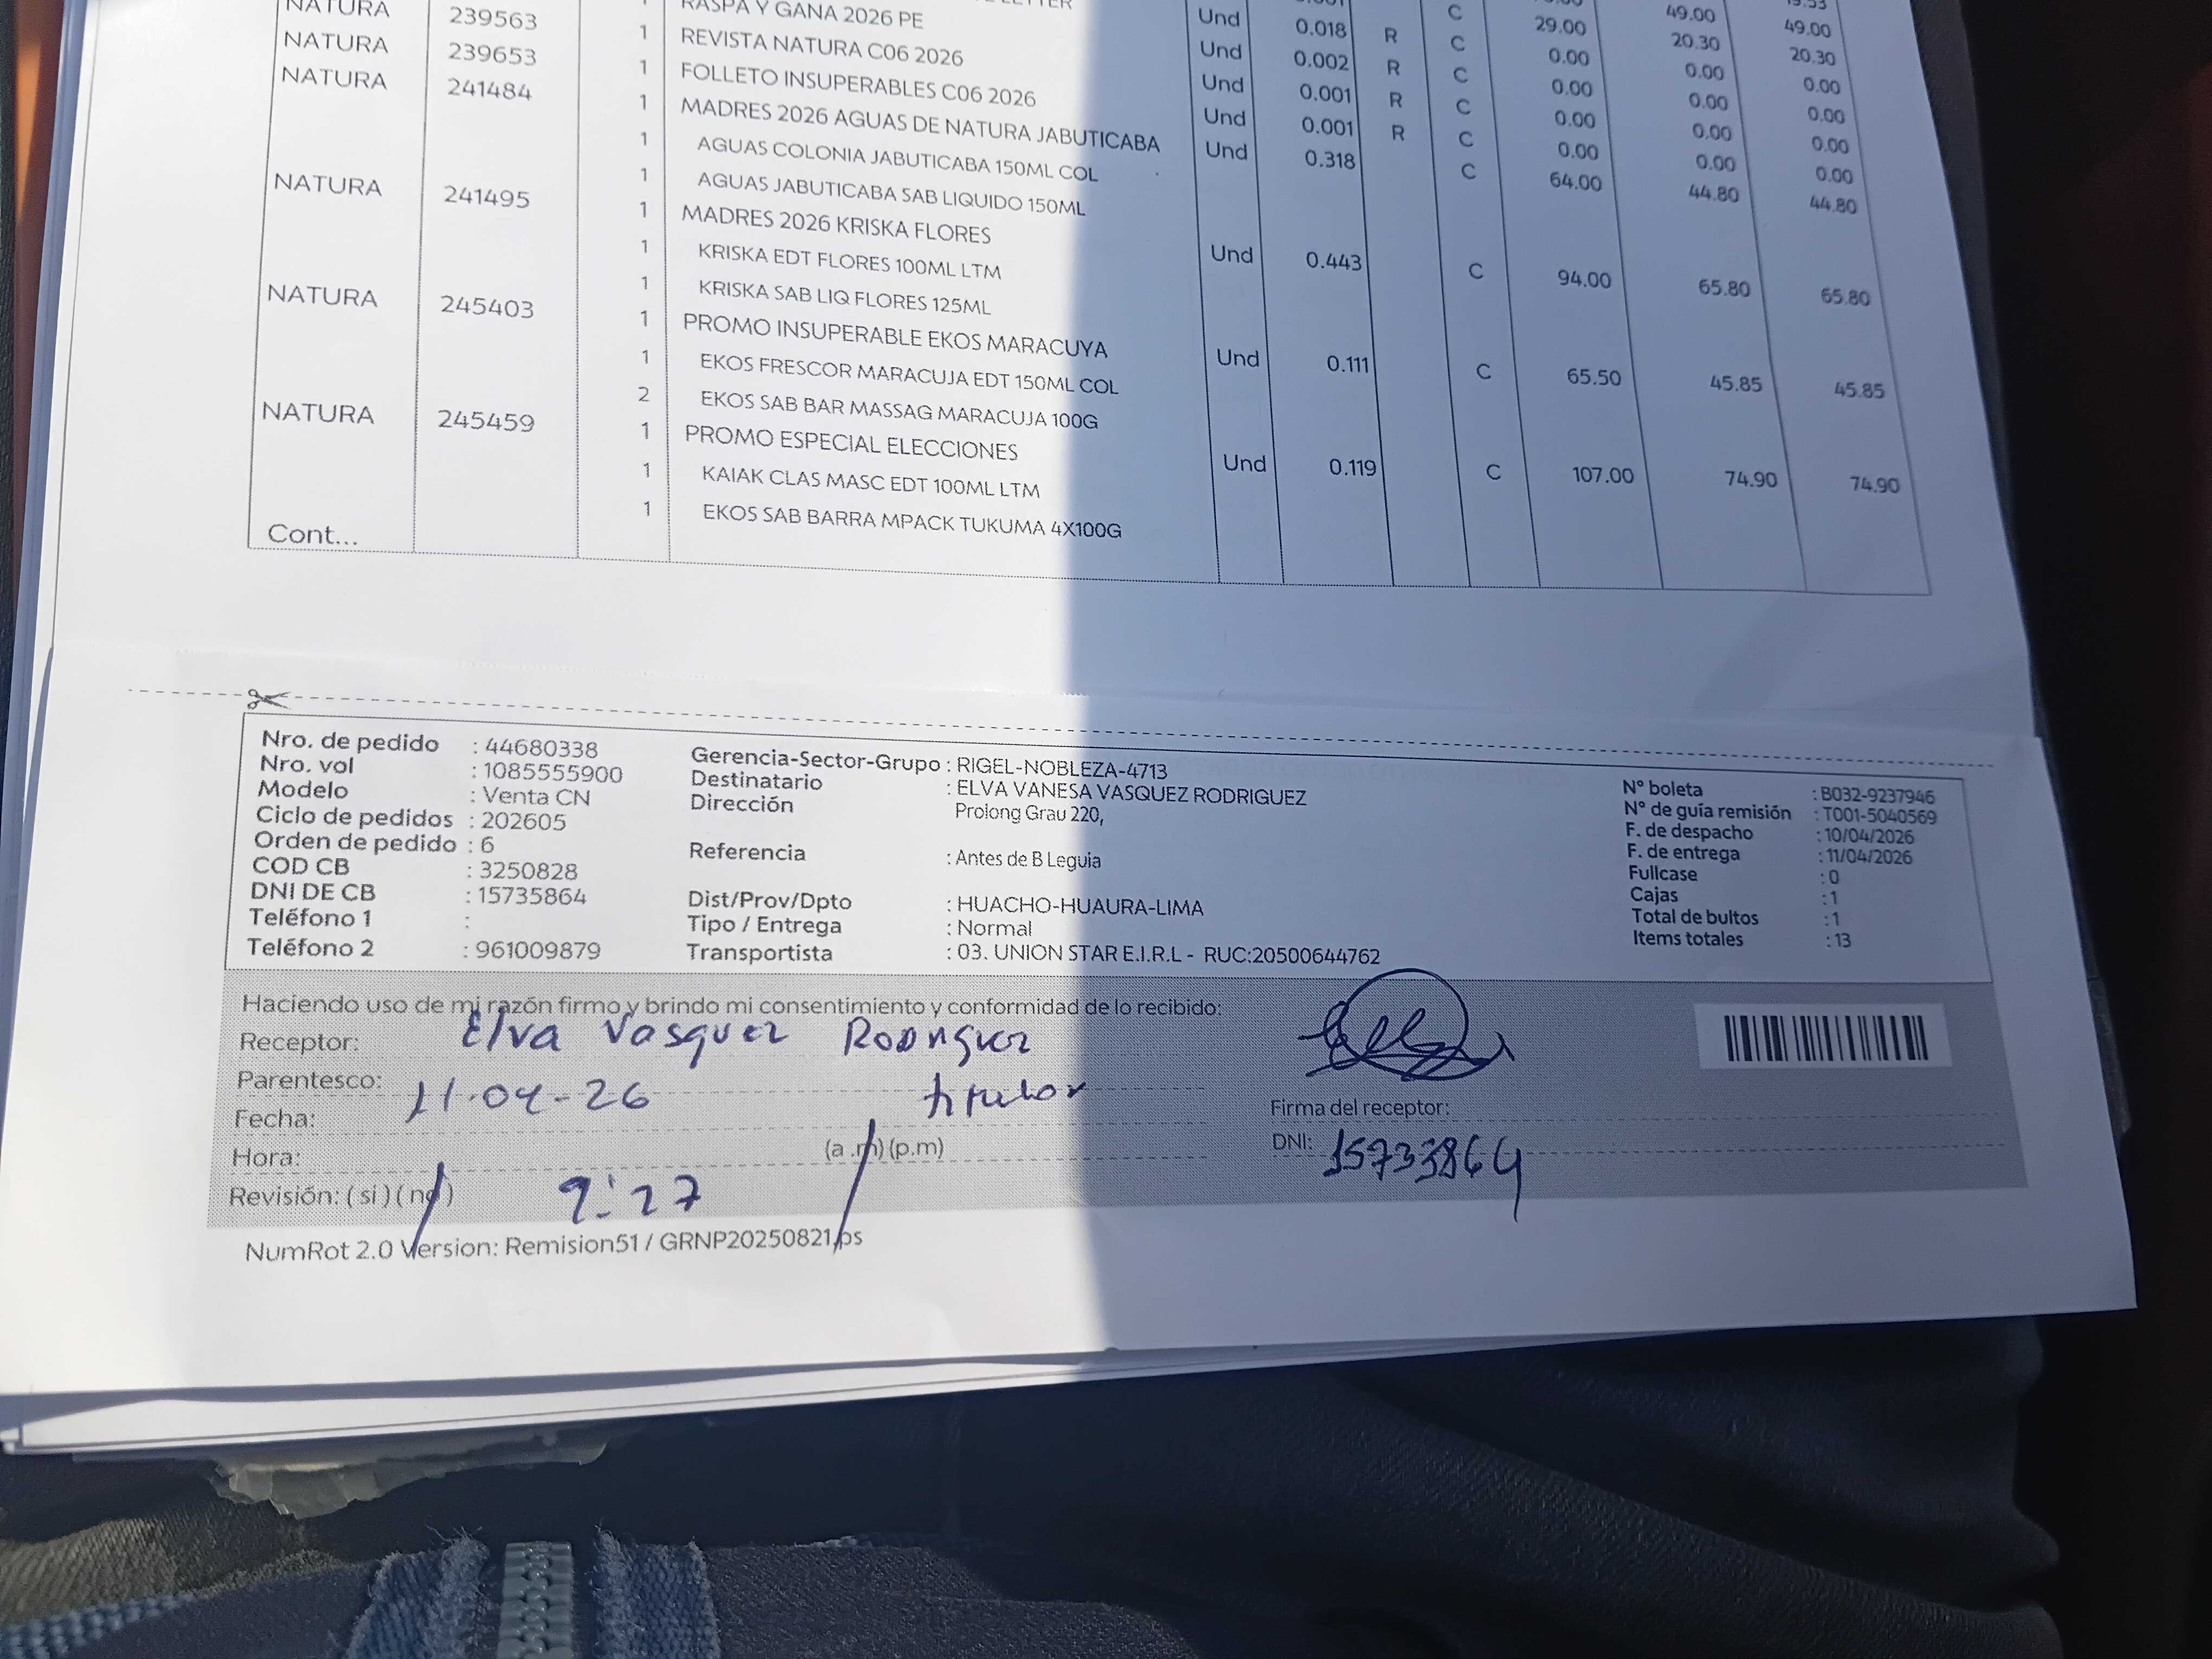 NATURA 239563 1 RASPA Y GANA 2026 PE Und 0.018 R C 29.00 20.30 20.30
NATURA 239653 1 REVISTA NATURA C06 2026 Und 0.002 R C 0.00 0.00 0.00
NATURA 241484 1 FOLLETO INSUPERABLES C06 2026 Und 0.001 R C 0.00 0.00 0.00
1 MADRES 2026 AGUAS DE NATURA JABUTICABA Und 0.001 R C 0.00 0.00 0.00
1 AGUAS COLONIA JABUTICABA 150ML COL Und 0.318 C 64.00 44.80 44.80
1 AGUAS JABUTICABA SAB LIQUIDO 150ML
NATURA 241495 1 MADRES 2026 KRISKA FLORES Und 0.443 C 94.00 65.80 65.80
1 KRISKA EDT FLORES 100ML LTM
1 KRISKA SAB LIQ FLORES 125ML
NATURA 245403 1 PROMO INSUPERABLE EKOS MARACUYA Und 0.111 C 65.50 45.85 45.85
1 EKOS FRESCOR MARACUJA EDT 150ML COL
2 EKOS SAB BAR MASSAG MARACUJA 100G
NATURA 245459 1 PROMO ESPECIAL ELECCIONES Und 0.119 C 107.00 74.90 74.90
1 KAIAK CLAS MASC EDT 100ML LTM
1 EKOS SAB BARRA MPACK TUKUMA 4X100G
Cont...
Nro. de pedido : 44680338
Nro. vol : 1085555900
Modelo : Venta CN
Ciclo de pedidos : 202605
Orden de pedido : 6
COD CB : 3250828
DNI DE CB : 15735864
Teléfono 1 :
Teléfono 2 : 961009879
Gerencia-Sector-Grupo : RIGEL-NOBLEZA-4713
Destinatario : ELVA VANESA VASQUEZ RODRIGUEZ
Dirección Prolong Grau 220,
Referencia : Antes de B Leguia
Dist/Prov/Dpto : HUACHO-HUAURA-LIMA
Tipo / Entrega : Normal
Transportista : 03. UNION STAR E.I.R.L - RUC:20500644762
N° boleta : B032-9237946
N° de guía remisión : T001-5040569
F. de despacho : 10/04/2026
F. de entrega : 11/04/2026
Fullcase : 0
Cajas : 1
Total de bultos : 1
Items totales : 13
Haciendo uso de mi razón firmo y brindo mi consentimiento y conformidad de lo recibido:
Receptor: Elva Vasquez Rodriguez
Parentesco: titular
Fecha: 11-04-26
Hora: (a.m) (p.m)
Revisión: (si) (no) 9:27
Firma del receptor:
DNI: 15735864
NumRot 2.0 Version: Remision51 / GRNP20250821.ps